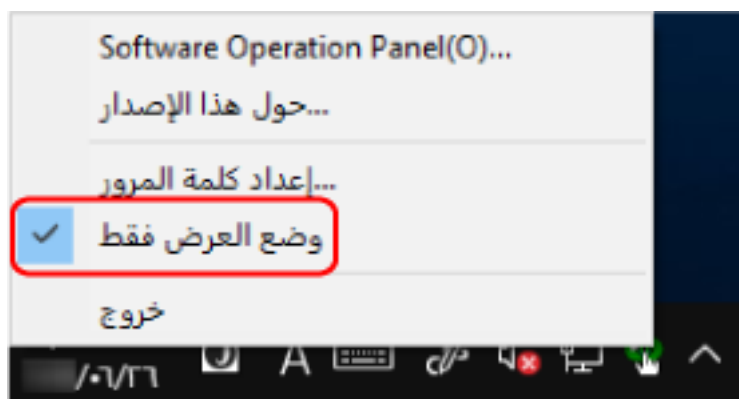 Software Operation Panel(O)...
حول هذا الإصدار...
إعداد كلمة المرور...
وضع العرض فقط
خروج
A
/٠٦/٢٦